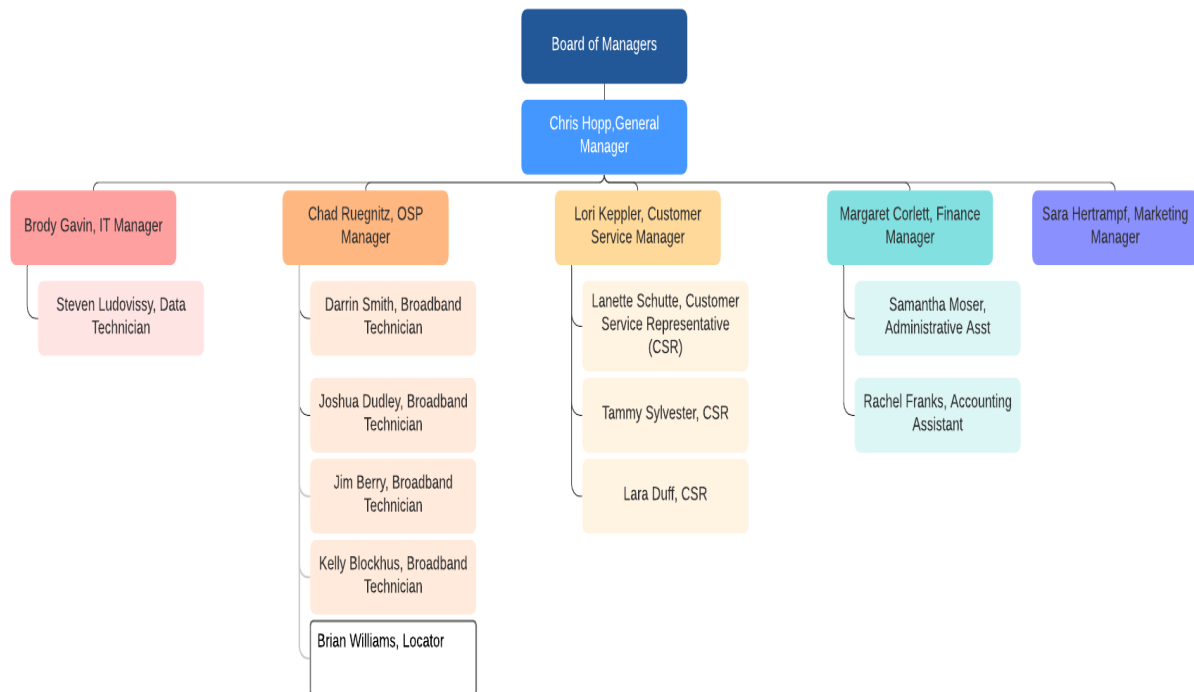 Board of Managers
Chris Hopp,General
Manager
Brody Gavin, IT Manager
Chad Ruegnitz, OSP
Manager
Lori Keppler, Customer
Service Manager
Margaret Corlett, Finance
Manager
Sara Hertrampf, Marketing
Manager
Steven Ludovissy, Data
Technician
Darrin Smith, Broadband
Technician
Joshua Dudley, Broadband
Technician
Jim Berry, Broadband
Technician
Kelly Blockhus, Broadband
Technician
Brian Williams, Locator
Lanette Schutte, Customer
Service Representative
(CSR)
Tammy Sylvester, CSR
Lara Duff, CSR
Samantha Moser,
Administrative Asst
Rachel Franks, Accounting
Assistant